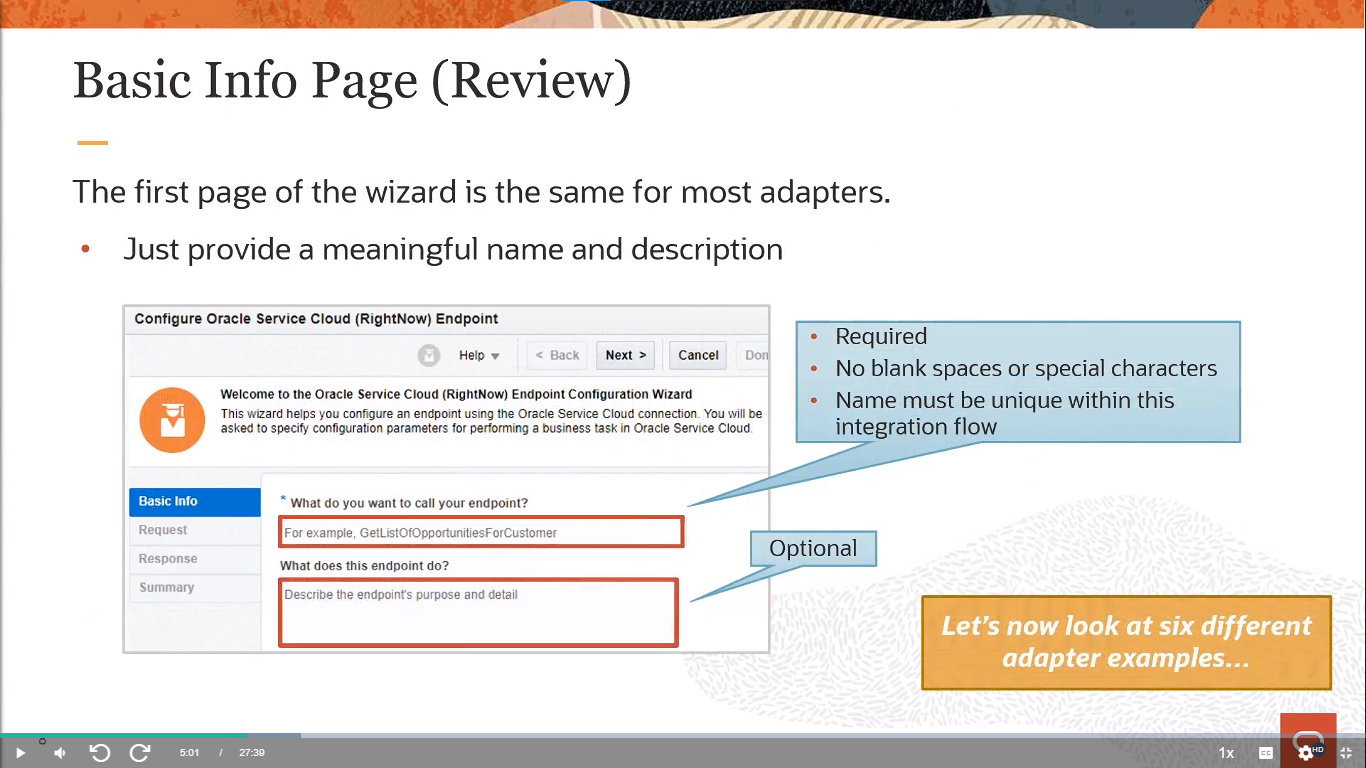 Basic Info Page (Review)
The first page of the wizard is the same for most adapters.
• Just provide a meaningful name and description
Configure Oracle Service Cloud (RightNow) Endpoint
Help
< Back
Next >
Cancel
Don
Welcome to the Oracle Service Cloud (RightNow) Endpoint Configuration Wizard
This wizard helps you configure an endpoint using the Oracle Service Cloud connection. You will be
asked to specify configuration parameters for performing a business task in Oracle Service Cloud.
Basic Info
Request
Response
Summary
* What do you want to call your endpoint?
For example, GetListOfOpportunitiesForCustomer
What does this endpoint do?
Describe the endpoint's purpose and detail
• Required
• No blank spaces or special characters
• Name must be unique within this
integration flow
Optional
Let's now look at six different
adapter examples...
5:01 / 27:39
1x
CC
HD